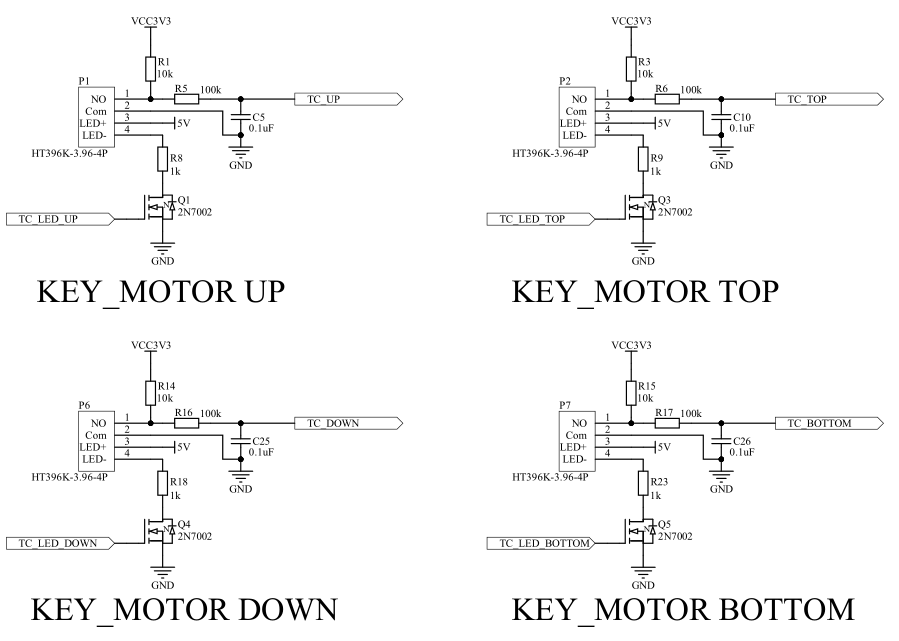 VCC3V3
R1
10k
P1
NO
Com
LED+
LED-
1
2
3
4
R5
100k
TC_UP
C5
0.1uF
5V
GND
HT396K-3.96-4P
R8
1k
Q1
2N7002
N
TC_LED_UP
GND
KEY_MOTOR UP
VCC3V3
R3
10k
P2
NO
Com
LED+
LED-
1
2
3
4
R6
100k
TC_TOP
C10
0.1uF
5V
GND
HT396K-3.96-4P
R9
1k
Q3
2N7002
N
TC_LED_TOP
GND
KEY_MOTOR TOP
VCC3V3
R14
10k
P6
NO
Com
LED+
LED-
1
2
3
4
R16
100k
TC_DOWN
C25
0.1uF
5V
GND
HT396K-3.96-4P
R18
1k
Q4
2N7002
N
TC_LED_DOWN
GND
KEY_MOTOR DOWN
VCC3V3
R15
10k
P7
NO
Com
LED+
LED-
1
2
3
4
R17
100k
TC_BOTTOM
C26
0.1uF
5V
GND
HT396K-3.96-4P
R23
1k
Q5
2N7002
N
TC_LED_BOTTOM
GND
KEY_MOTOR BOTTOM